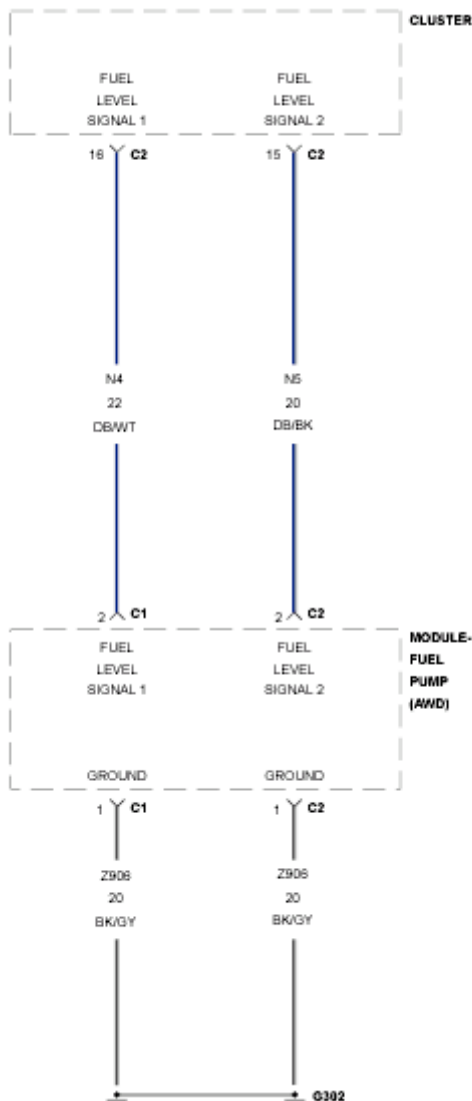 CLUSTER
FUEL FUEL
LEVEL LEVEL
SIGNAL 1 SIGNAL 2
16 C2 15 C2
N4 N5
22 20
DB/WT DB/BK
2 C1 2 C2
MODULE-
FUEL
PUMP
(AWD)
FUEL FUEL
LEVEL LEVEL
SIGNAL 1 SIGNAL 2
GROUND GROUND
1 C1 1 C2
Z906 Z906
20 20
BK/GY BK/GY
G302